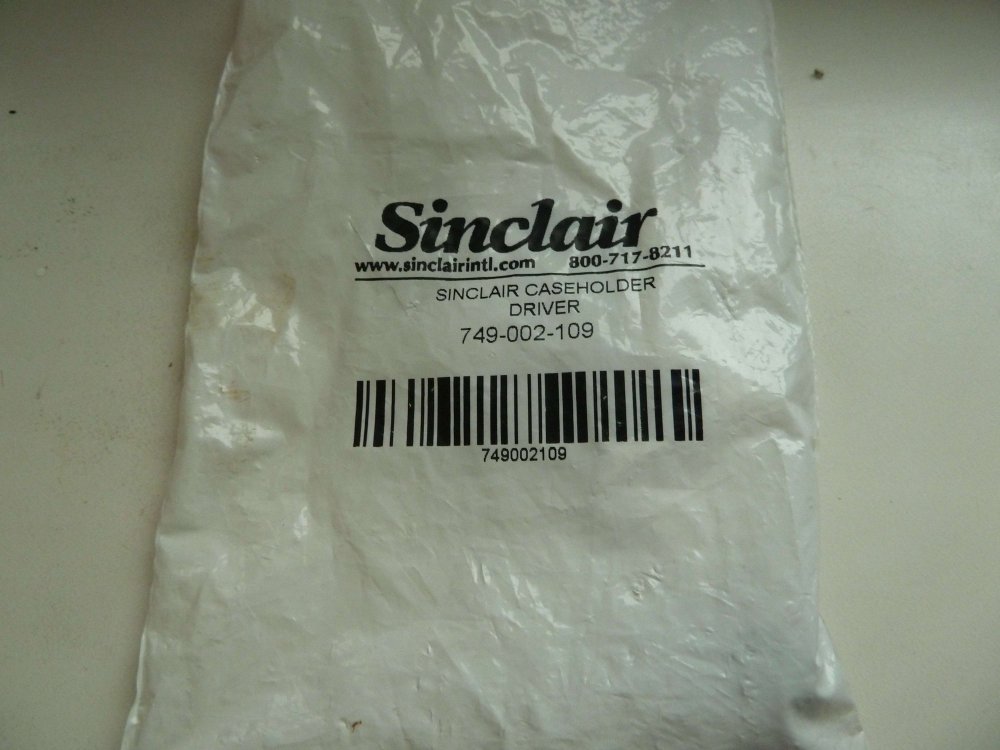 Sinclair
www.sinclairintl.com 800-717-8211
SINCLAIR CASEHOLDER
DRIVER
749-002-109
749002109